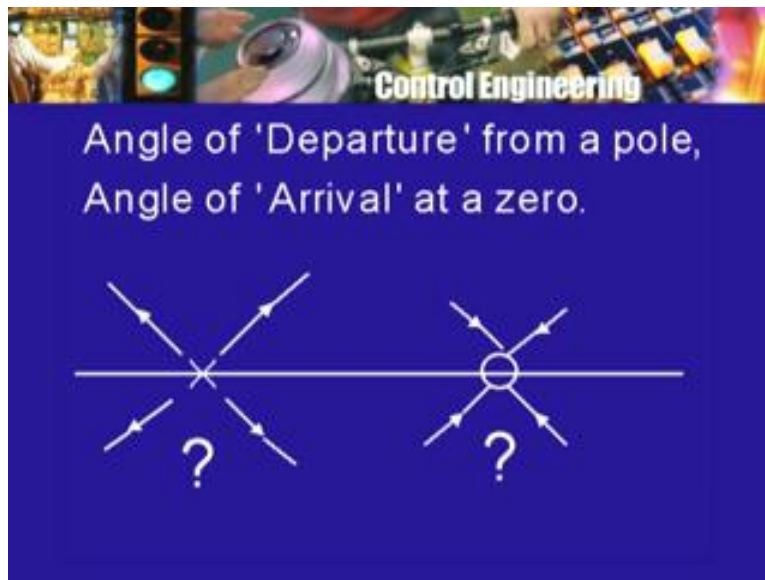 Control Engineering
Angle of 'Departure' from a pole,
Angle of 'Arrival' at a zero.
? ?